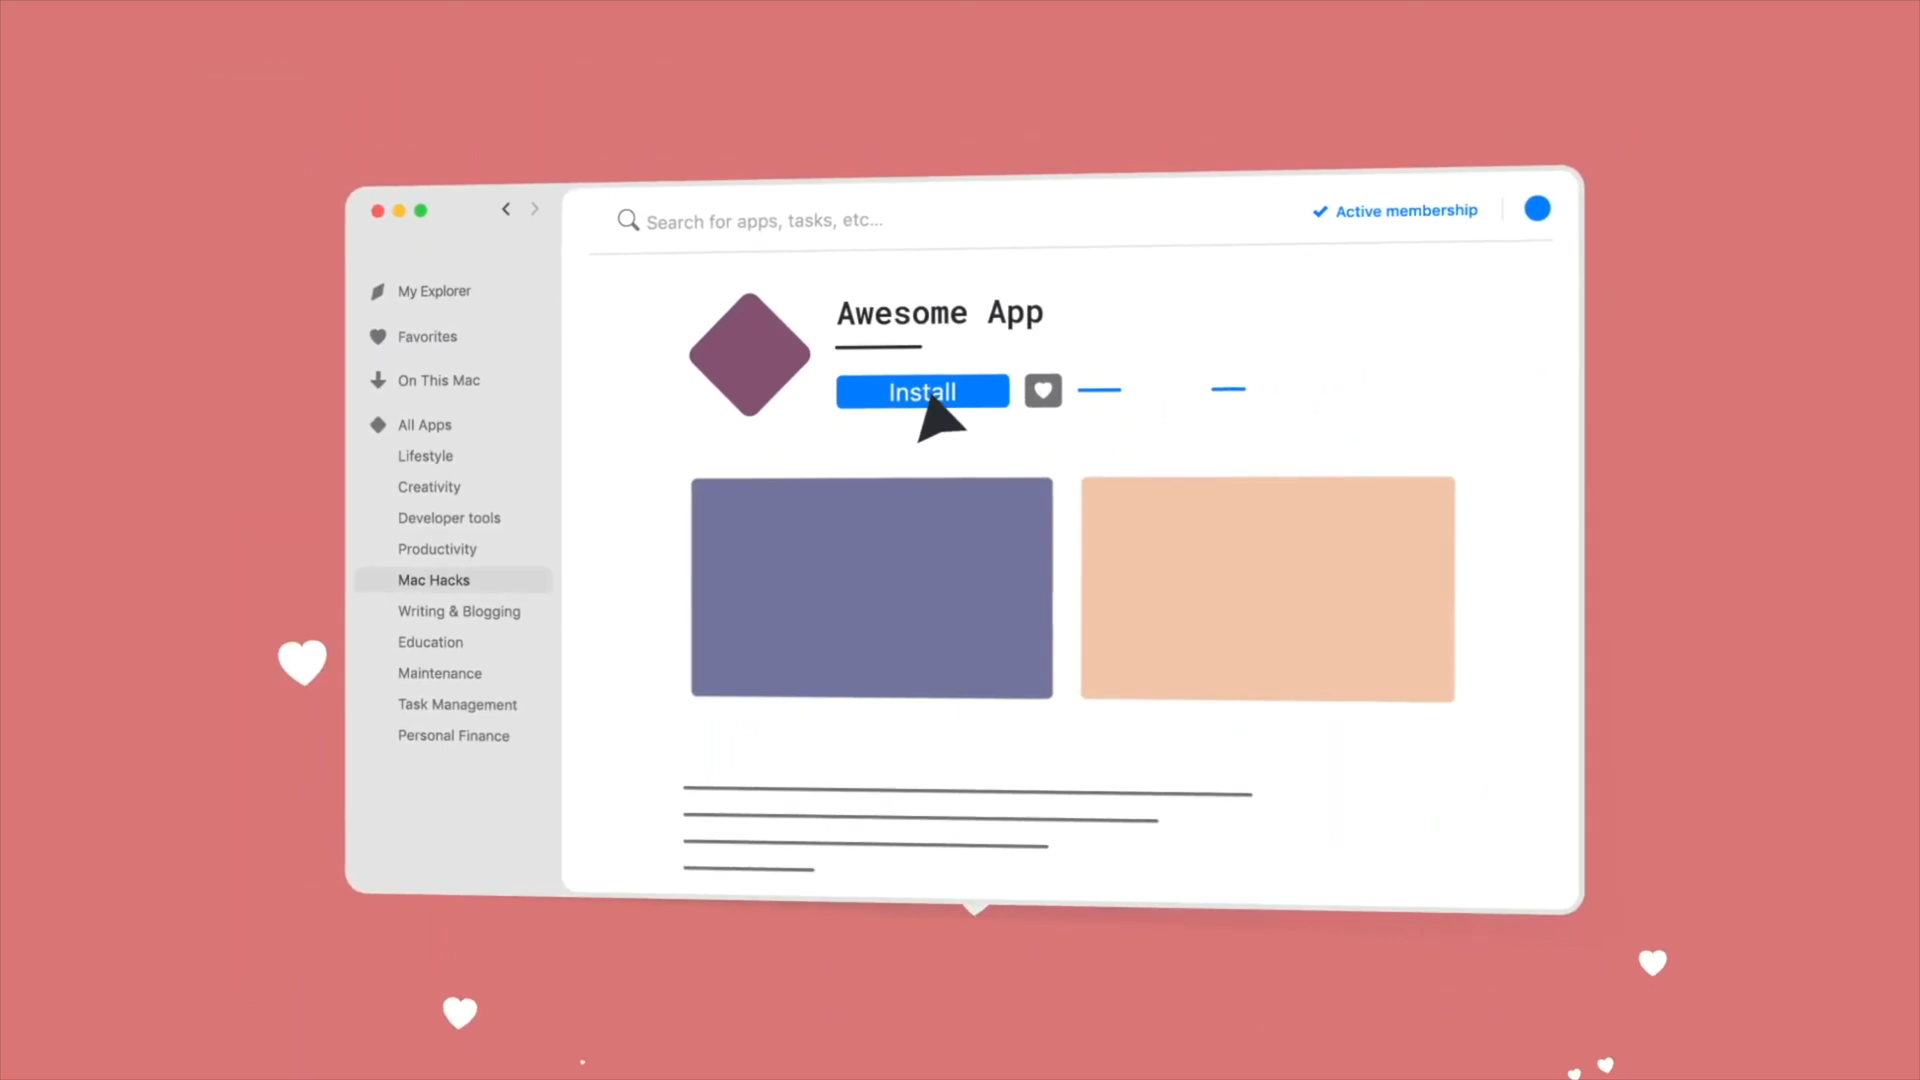 Search for apps, tasks, etc...
Active membership
My Explorer
Favorites
On This Mac
All Apps
Lifestyle
Creativity
Developer tools
Productivity
Mac Hacks
Writing & Blogging
Education
Maintenance
Task Management
Personal Finance
Awesome App
Install